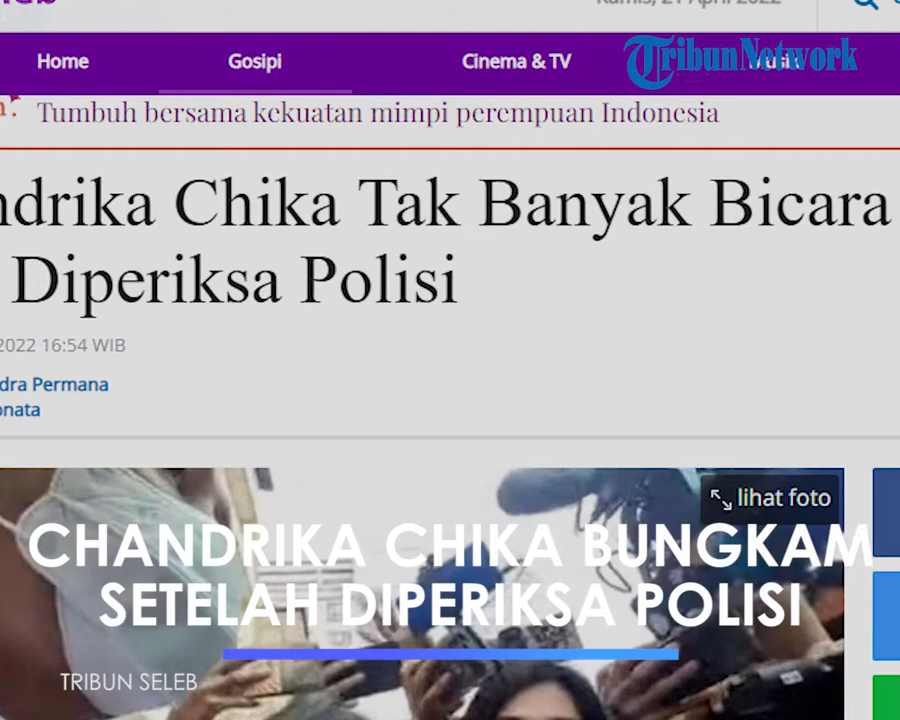 Kamis, 21 April 2022
Home Gosipi Cinema & TV Musik
TribunNetwork
Tumbuh bersama kekuatan mimpi perempuan Indonesia
ndrika Chika Tak Banyak Bicara
Diperiksa Polisi
2022 16:54 WIB
dra Permana
onata
lihat foto
CHANDRIKA CHIKA BUNGKAM
SETELAH DIPERIKSA POLISI
TRIBUN SELEB